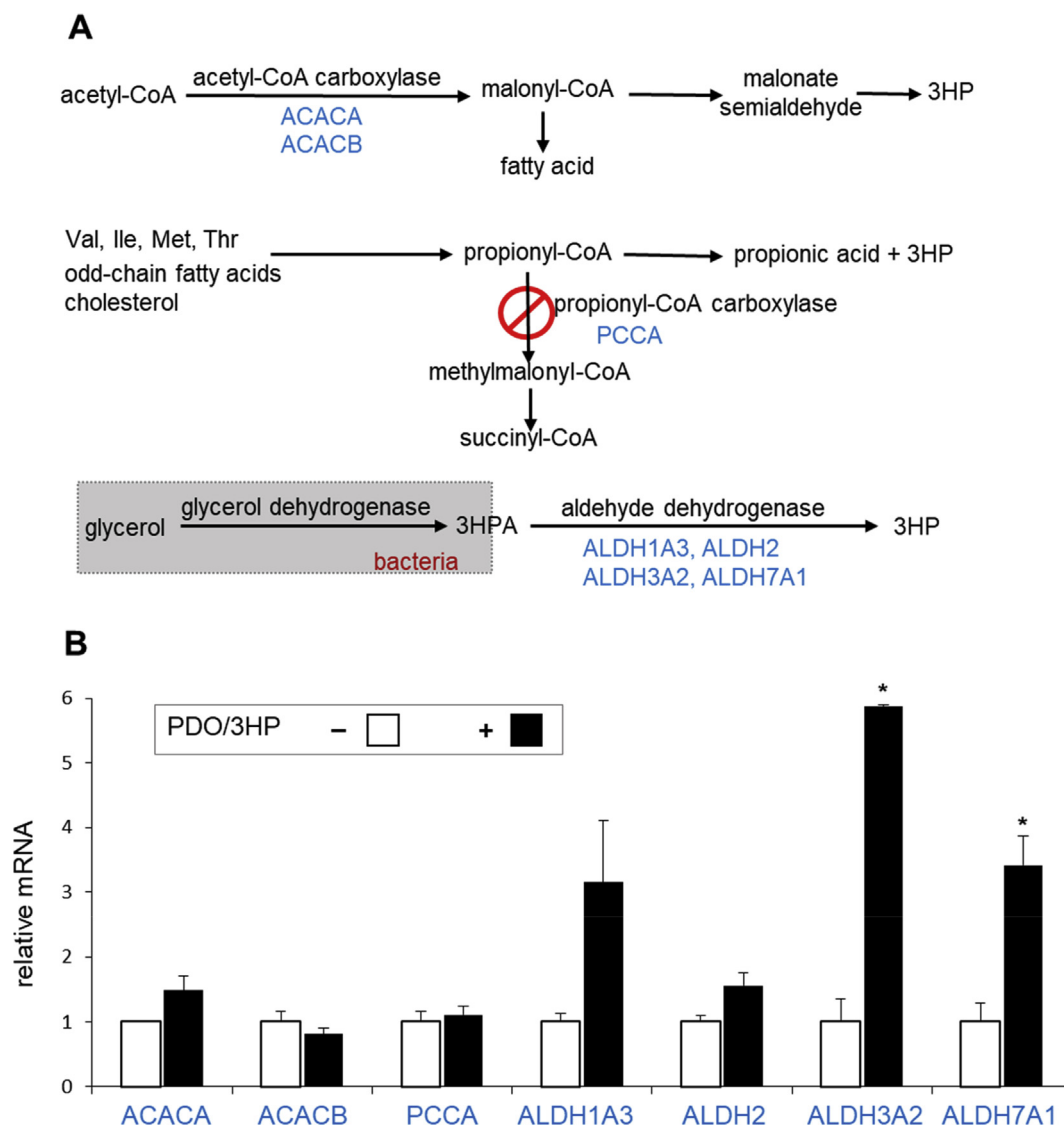 A
acetyl-CoA
acetyl-CoA carboxylase
ACACA
ACACB
malonyl-CoA
fatty acid
malonate
semialdehyde
3HP
Val, Ile, Met, Thr
odd-chain fatty acids
cholesterol
propionyl-CoA
propionic acid + 3HP
propionyl-CoA carboxylase
PCCA
methylmalonyl-CoA
succinyl-CoA
glycerol
glycerol dehydrogenase
3HPA
bacteria
aldehyde dehydrogenase
ALDH1A3, ALDH2
ALDH3A2, ALDH7A1
3HP
B
PDO/3HP - +
relative mRNA
6
5
4
3
2
1
0
*
*
ACACA ACACB PCCA ALDH1A3 ALDH2 ALDH3A2 ALDH7A1